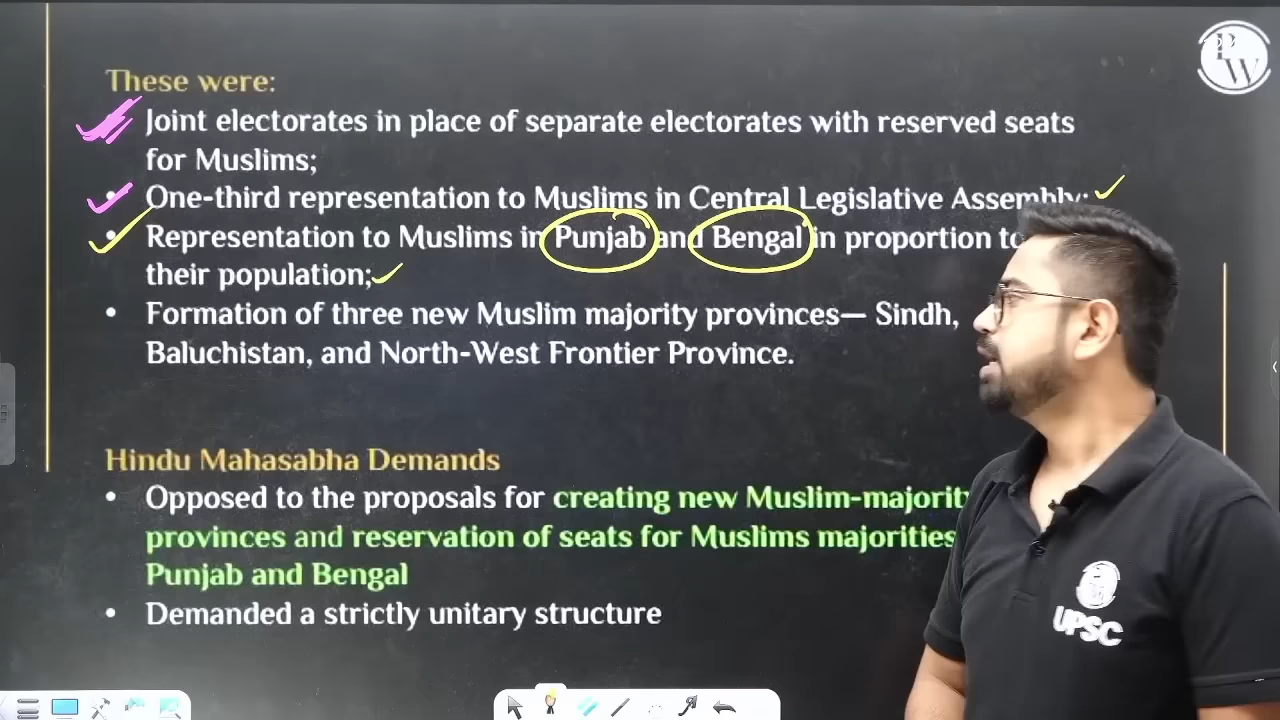 These were:
Joint electorates in place of separate electorates with reserved seats
for Muslims;
• One-third representation to Muslims in Central Legislative Assembly;
• Representation to Muslims in Punjab and Bengal in proportion to
their population;
• Formation of three new Muslim majority provinces— Sindh,
Baluchistan, and North-West Frontier Province.
Hindu Mahasabha Demands
• Opposed to the proposals for creating new Muslim-majorit
provinces and reservation of seats for Muslims majorities
Punjab and Bengal
• Demanded a strictly unitary structure
PW
UPSC